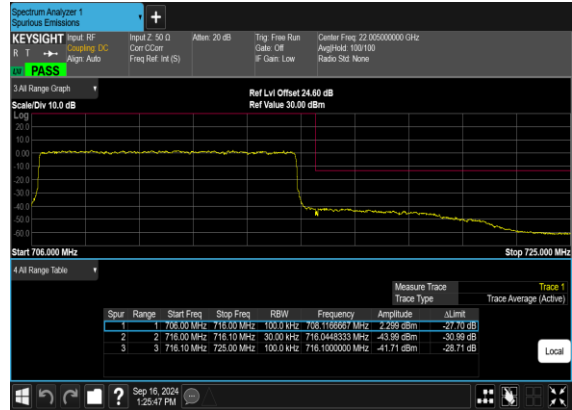 Spectrum Analyzer 1
Spurious Emissions
+
KEYSIGHT Input: RF Input Z: 50 Ω Atten: 20 dB Trig: Free Run Center Freq: 22.005000000 GHz
R T Coupling: DC Corr CCorr Gate: Off Avg|Hold: 100/100
Align: Auto Freq Ref: Int (S) IF Gain: Low Radio Std: None
LW PASS
3 All Range Graph
Ref Lvl Offset 24.60 dB
Scale/Div 10.0 dB Ref Value 30.00 dBm
Log
20.0
10.0
0.00
-10.0
-20.0
-30.0
-40.0
-50.0
-60.0
Start 706.000 MHz Stop 725.000 MHz
4 All Range Table
Measure Trace Trace 1
Trace Type Trace Average (Active)
Spur Range Start Freq Stop Freq RBW Frequency Amplitude ΔLimit
1 1 706.00 MHz 716.00 MHz 100.0 kHz 708.1166667 MHz 2.299 dBm -27.70 dB
2 2 716.00 MHz 716.10 MHz 30.00 kHz 716.0448333 MHz -43.99 dBm -30.99 dB
3 3 716.10 MHz 725.00 MHz 100.0 kHz 716.1000000 MHz -41.71 dBm -28.71 dB
Local
? Sep 16, 2024
1:25:47 PM